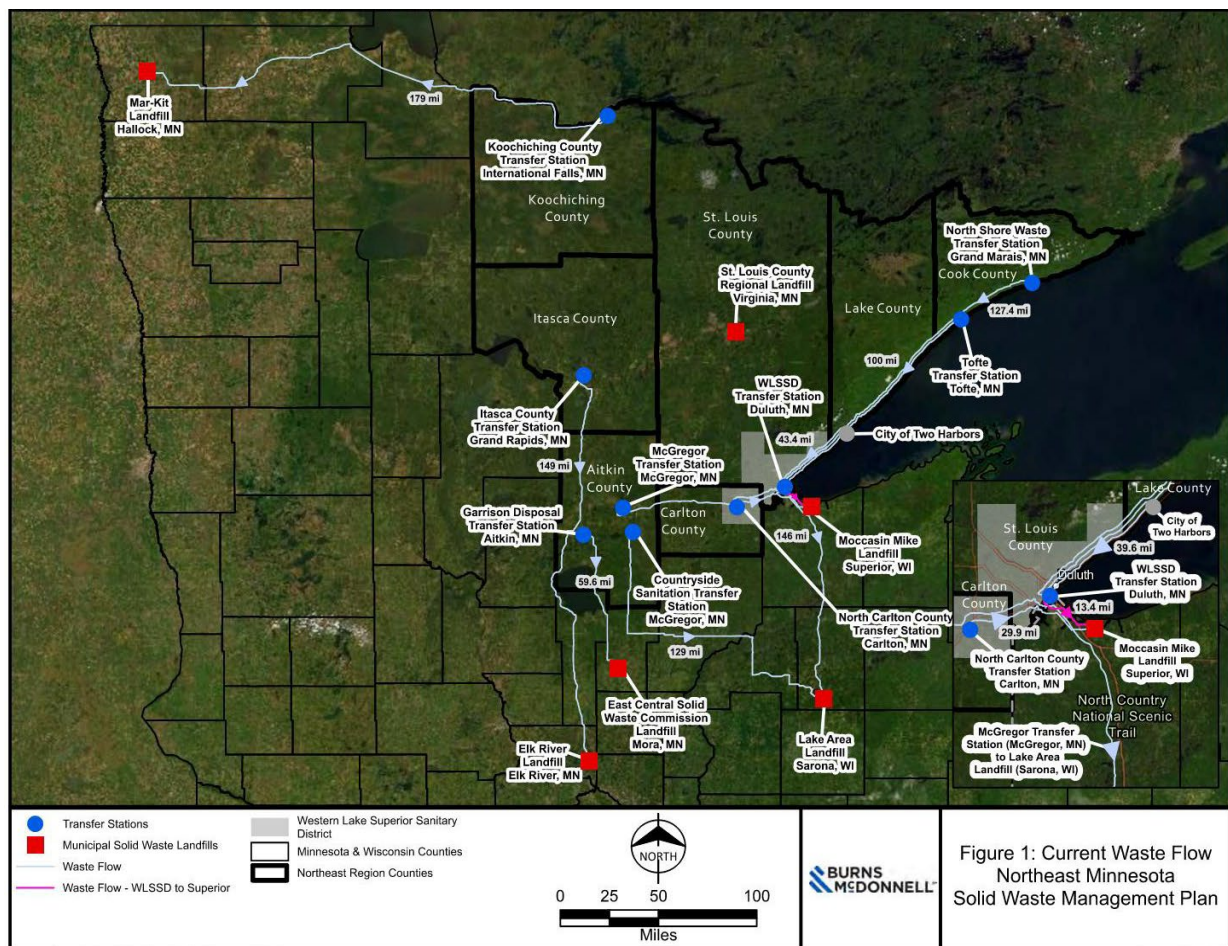 Mar-Kit
Landfill
Hallock, MN
179 mi
Koochiching County
Transfer Station
International Falls, MN
Koochiching
County
St. Louis
County
North Shore Waste
Transfer Station
Grand Marais, MN
Cook County
St. Louis County
Regional Landfill
Virginia, MN
Lake County
127.4 mi
Itasca County
100 mi
Tofte
Transfer Station
Tofte, MN
WLSSD
Transfer Station
Duluth, MN
Itasca County
Transfer Station
Grand Rapids, MN
43.4 mi
City of Two Harbors
149 mi
Aitkin
County
McGregor
Transfer Station
McGregor, MN
Garrison Disposal
Transfer Station
Aitkin, MN
Carlton
County
146 mi
Moccasin Mike
Landfill
Superior, WI
59.6 mi
Countryside
Sanitation Transfer
Station
McGregor, MN
North Carlton County
Transfer Station
Carlton, MN
129 mi
East Central Solid
Waste Commission
Landfill
Mora, MN
Elk River
Landfill
Elk River, MN
Lake Area
Landfill
Sarona, WI
Lake County
St. Louis
County
City of
Two Harbors
39.6 mi
Duluth
WLSSD
Transfer Station
Duluth, MN
Carlton
County
13.4 mi
29.9 mi
Moccasin Mike
Landfill
Superior, WI
North Carlton County
Transfer Station
Carlton, MN
North Country
National Scenic
Trail
McGregor Transfer
Station (McGregor, MN)
to Lake Area
Landfill (Sarona, WI)
Transfer Stations
Municipal Solid Waste Landfills
Waste Flow
Waste Flow - WLSSD to Superior
Western Lake Superior Sanitary
District
Minnesota & Wisconsin Counties
Northeast Region Counties
NORTH
0 25 50 100
Miles
BURNS
McDONNELL
Figure 1: Current Waste Flow
Northeast Minnesota
Solid Waste Management Plan